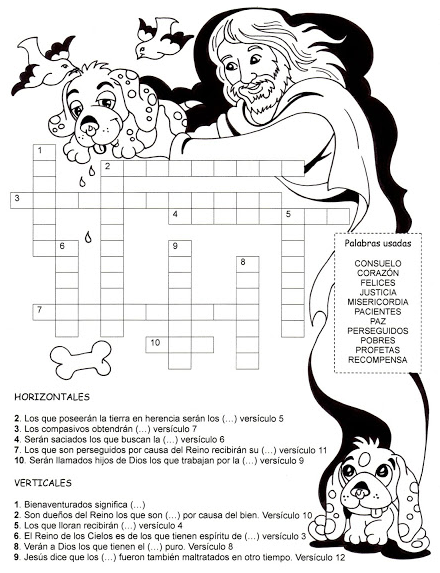 1
2
3
4
5
6
9
8
7
10
Palabras usadas
CONSUELO
CORAZÓN
FELICES
JUSTICIA
MISERICORDIA
PACIENTES
PAZ
PERSEGUIDOS
POBRES
PROFETAS
RECOMPENSA
HORIZONTALES
2. Los que poseerán la tierra en herencia serán los (...) versículo 5
3. Los compasivos obtendrán (...) versículo 7
4. Serán saciados los que buscan la (...) versículo 6
7. Los que son perseguidos por causa del Reino recibirán su (...) versículo 11
10. Serán llamados hijos de Dios los que trabajan por la (...) versículo 9
VERTICALES
1. Bienaventurados significa (...)
2. Son dueños del Reino los que son (...) por causa del bien. Versículo 10
5. Los que lloran recibirán (...) versículo 4
6. El Reino de los Cielos es de los que tienen espíritu de (...) versículo 3
8. Verán a Dios los que tienen el (...) puro. Versículo 8
9. Jesús dice que los (...) fueron también maltratados en otro tiempo. Versículo 12